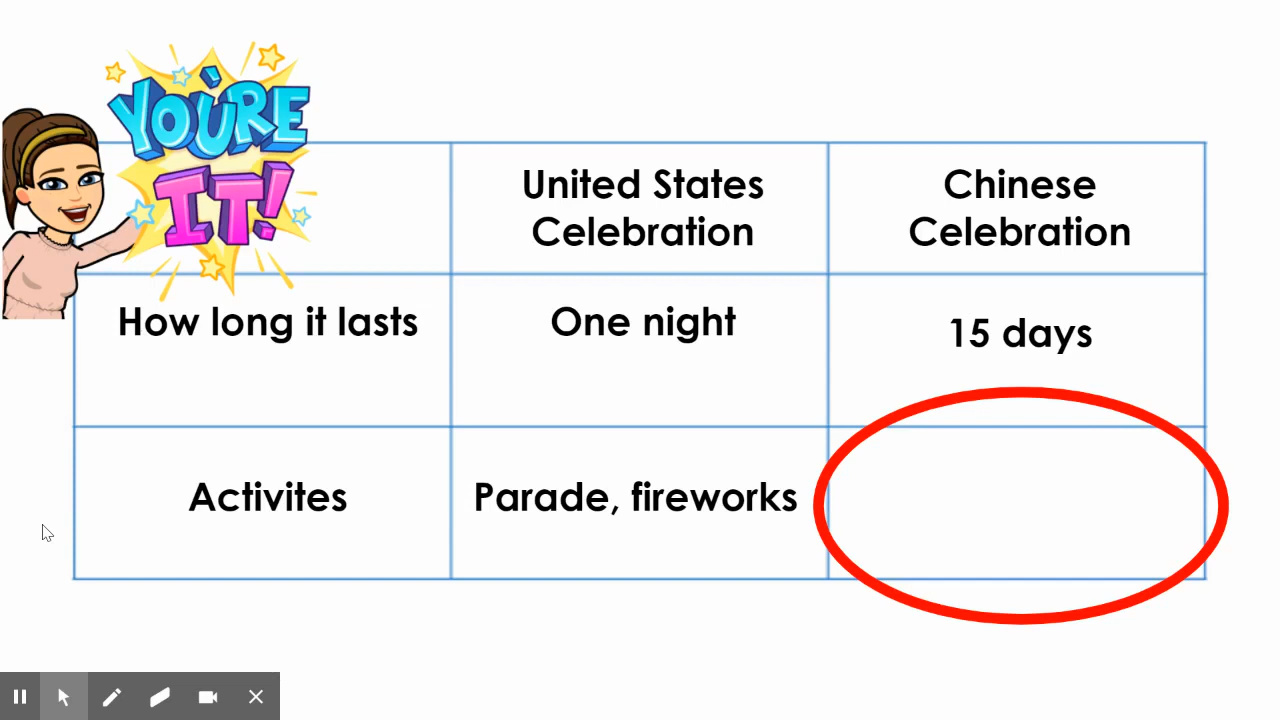 YOU'RE
IT!
United States
Celebration
Chinese
Celebration
How long it lasts
One night
15 days
Activites
Parade, fireworks